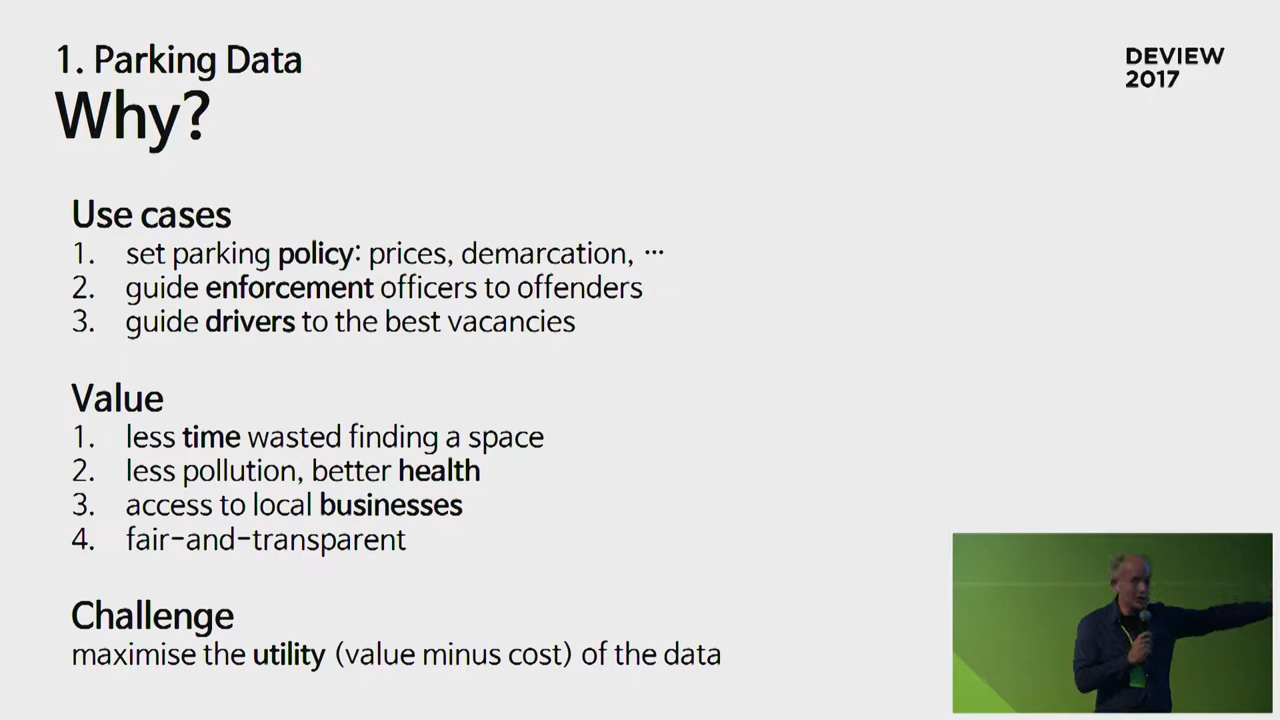 1. Parking Data
Why?
DEVIEW
2017
Use cases
1. set parking policy: prices, demarcation, ⋯
2. guide enforcement officers to offenders
3. guide drivers to the best vacancies
Value
1. less time wasted finding a space
2. less pollution, better health
3. access to local businesses
4. fair-and-transparent
Challenge
maximise the utility (value minus cost) of the data